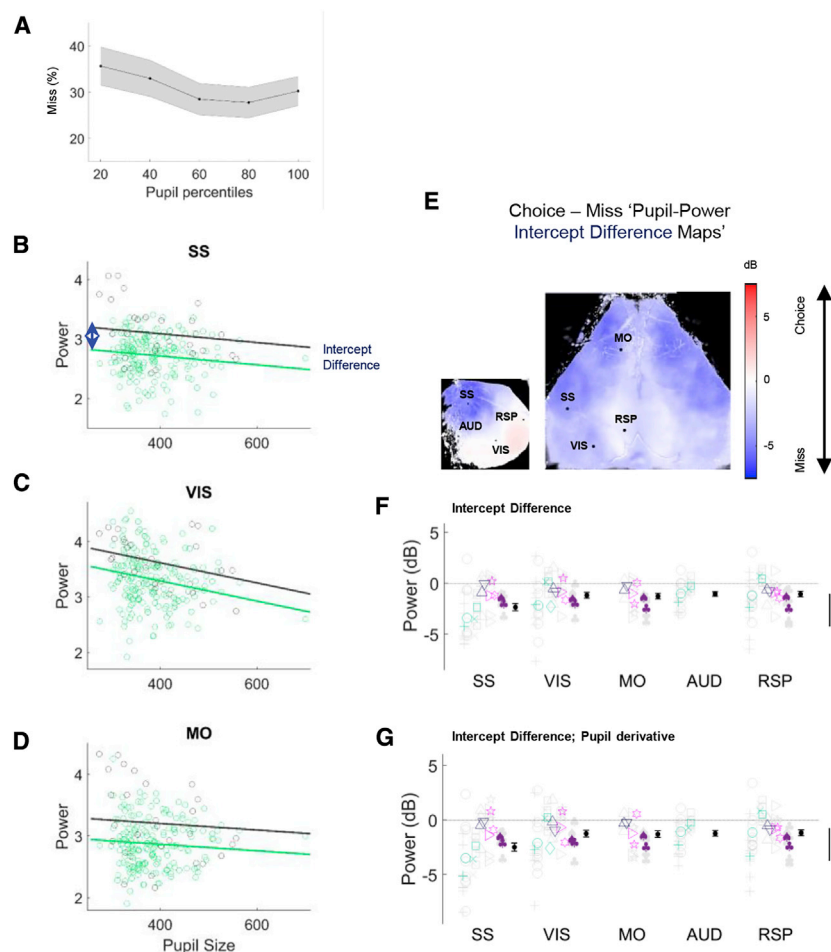 A
Miss (%)
40
30
20
20 40 60 80 100
Pupil percentiles
B
SS
Power
4
3
2
400 600
Intercept
Difference
C
VIS
Power
4
3
2
400 600
D
MO
Power
4
3
2
400 600
Pupil Size
E
Choice – Miss ‘Pupil-Power
Intercept Difference Maps’
dB
5
0
-5
Choice
Miss
SS
AUD
RSP
VIS
MO
SS
RSP
VIS
F
Intercept Difference
Power (dB)
5
0
-5
SS VIS MO AUD RSP
G
Intercept Difference; Pupil derivative
Power (dB)
5
0
-5
SS VIS MO AUD RSP